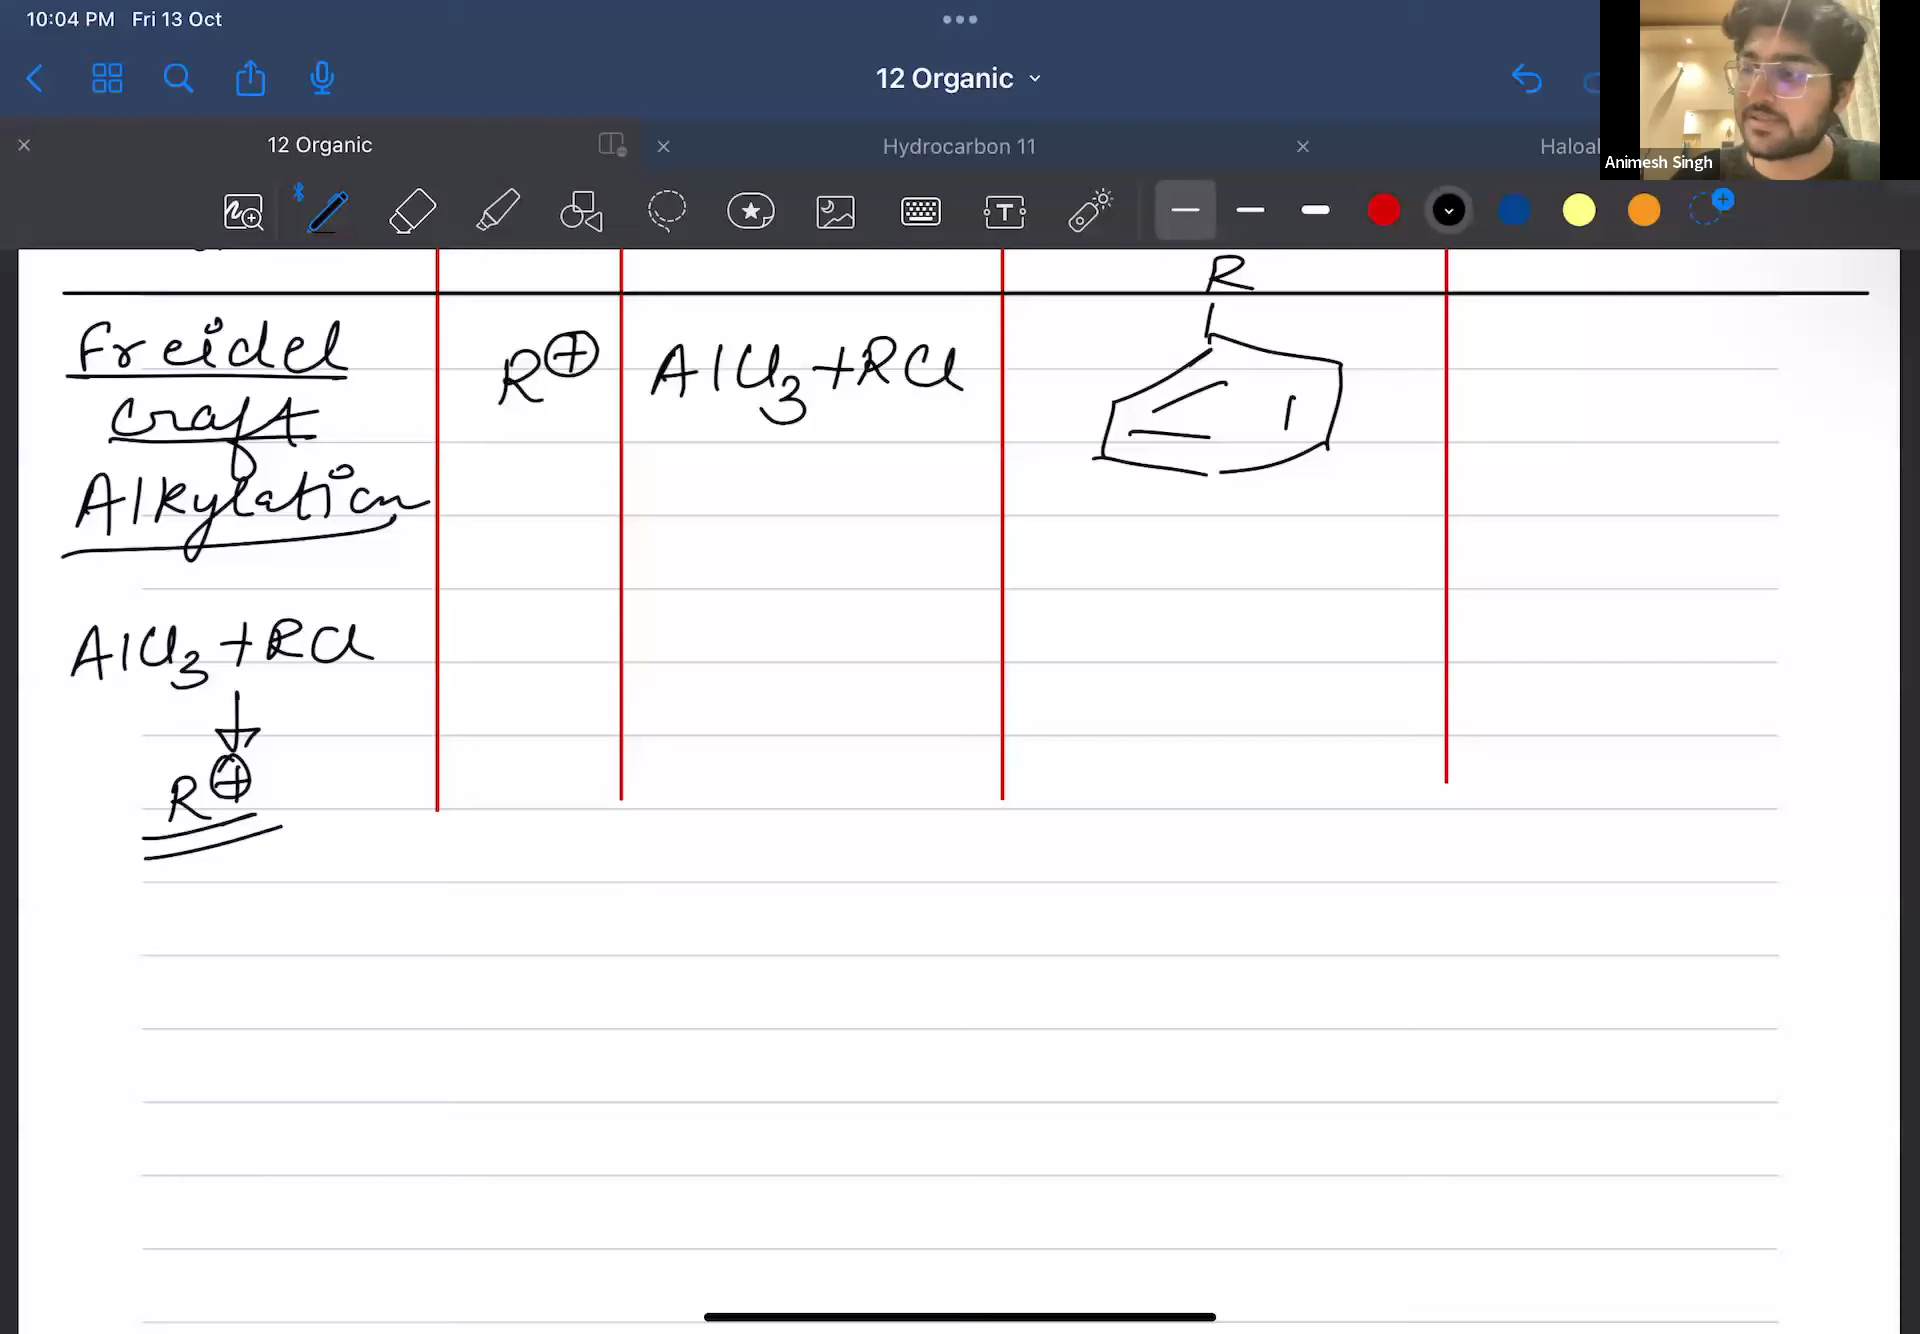 10:04 PM Fri 13 Oct
12 Organic
12 Organic
Hydrocarbon 11
Haloal
Animesh Singh
T
R
Freidel
craft
Alkylation
R⊕
AlCl₃+RCl
AlCl₃+RCl
R⊕